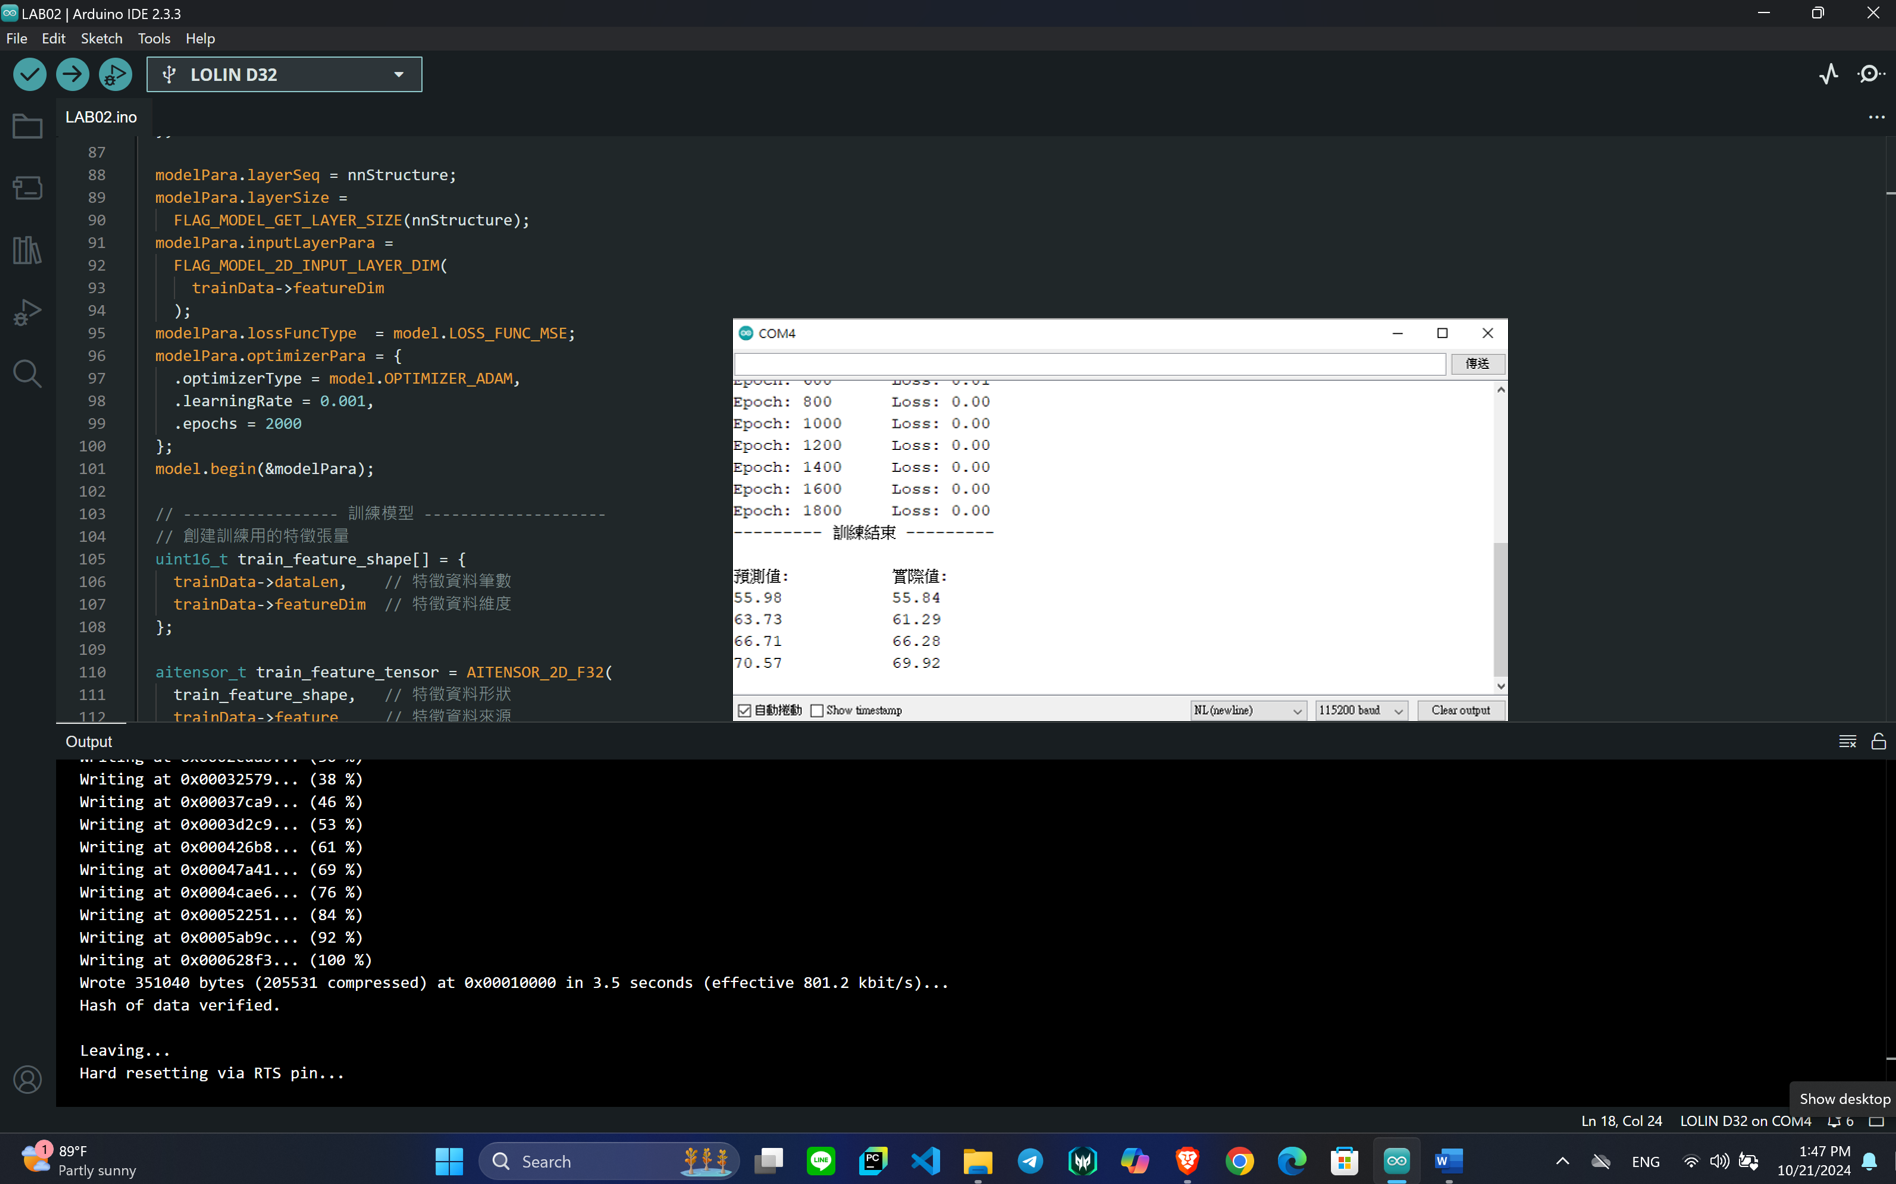 LAB02 | Arduino IDE 2.3.3
File Edit Sketch Tools Help
LOLIN D32
LAB02.ino
87
88 modelPara.layerSeq = nnStructure;
89 modelPara.layerSize =
90 FLAG_MODEL_GET_LAYER_SIZE(nnStructure);
91 modelPara.inputLayerPara =
92 FLAG_MODEL_2D_INPUT_LAYER_DIM(
93 trainData->featureDim
94 );
95 modelPara.lossFuncType = model.LOSS_FUNC_MSE;
96 modelPara.optimizerPara = {
97 .optimizerType = model.OPTIMIZER_ADAM,
98 .learningRate = 0.001,
99 .epochs = 2000
100 };
101 model.begin(&modelPara);
102
103 // ----------------- 訓練模型 --------------------
104 // 創建訓練用的特徵張量
105 uint16_t train_feature_shape[] = {
106 trainData->dataLen, // 特徵資料筆數
107 trainData->featureDim // 特徵資料維度
108 };
109
110 aitensor_t train_feature_tensor = AITENSOR_2D_F32(
111 train_feature_shape, // 特徵資料形狀
112 trainData->feature // 特徵資料來源
COM4
傳送
Epoch: 600 Loss: 0.01
Epoch: 800 Loss: 0.00
Epoch: 1000 Loss: 0.00
Epoch: 1200 Loss: 0.00
Epoch: 1400 Loss: 0.00
Epoch: 1600 Loss: 0.00
Epoch: 1800 Loss: 0.00
--------- 訓練結束 ---------
預測值: 實際值:
55.98 55.84
63.73 61.29
66.71 66.28
70.57 69.92
自動捲動 Show timestamp NL(newline) 115200 baud Clear output
Output
Writing at 0x00032579... (38 %)
Writing at 0x00037ca9... (46 %)
Writing at 0x0003d2c9... (53 %)
Writing at 0x000426b8... (61 %)
Writing at 0x00047a41... (69 %)
Writing at 0x0004cae6... (76 %)
Writing at 0x00052251... (84 %)
Writing at 0x0005ab9c... (92 %)
Writing at 0x000628f3... (100 %)
Wrote 351040 bytes (205531 compressed) at 0x00010000 in 3.5 seconds (effective 801.2 kbit/s)...
Hash of data verified.
Leaving...
Hard resetting via RTS pin...
Show desktop
Ln 18, Col 24 LOLIN D32 on COM4 6
1 89°F
Partly sunny
Search
LINE
PC
W
ENG
1:47 PM
10/21/2024